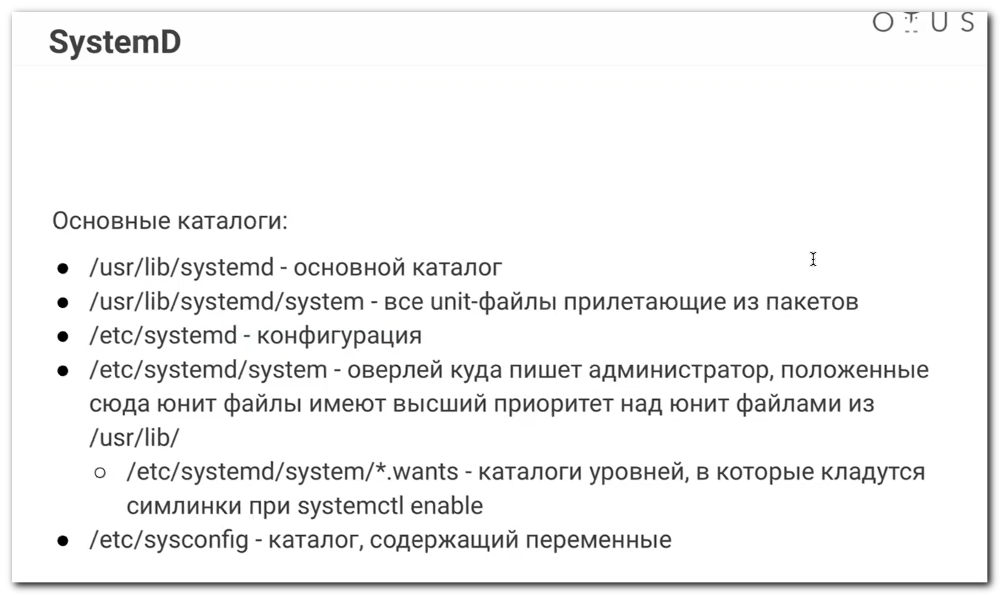 SystemD
OTUS
Основные каталоги:
● /usr/lib/systemd - основной каталог
● /usr/lib/systemd/system - все unit-файлы прилетающие из пакетов
● /etc/systemd - конфигурация
● /etc/systemd/system - оверлей куда пишет администратор, положенные
сюда юнит файлы имеют высший приоритет над юнит файлами из
/usr/lib/
○ /etc/systemd/system/*.wants - каталоги уровней, в которые кладутся
симлинки при systemctl enable
● /etc/sysconfig - каталог, содержащий переменные